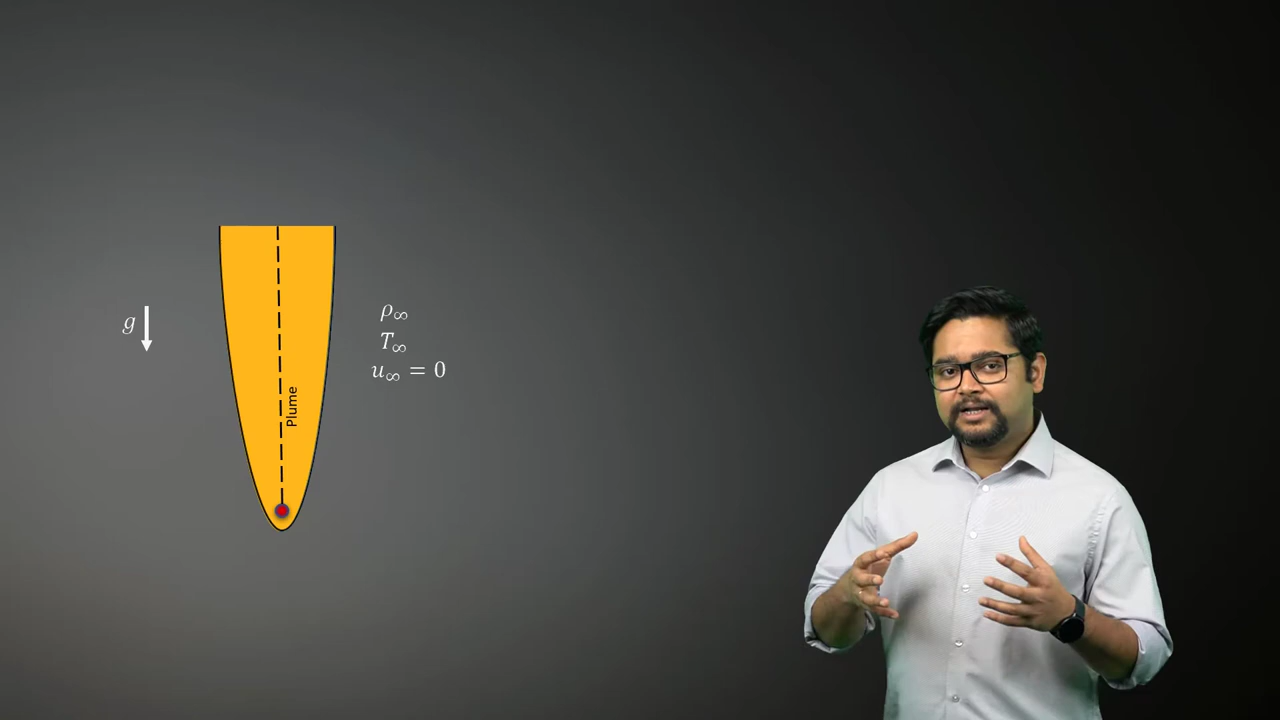 g
ρ∞
T∞
u∞ = 0
Plume